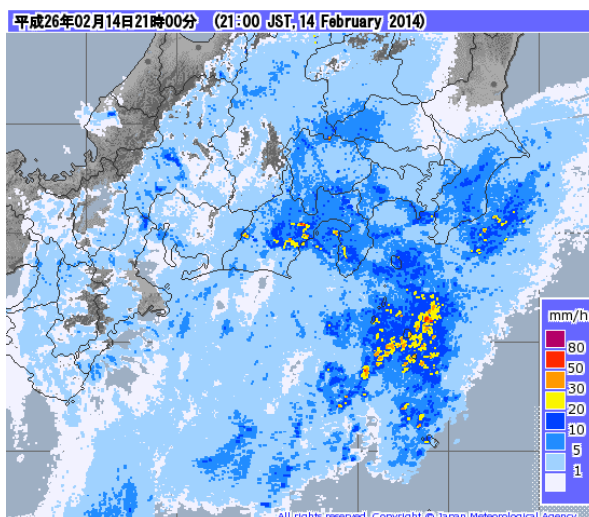 平成26年02月14日21時00分 (21:00 JST, 14 February 2014)
mm/h
80
50
30
20
10
5
1
All rights reserved. Copyright © Japan Meteorological Agency